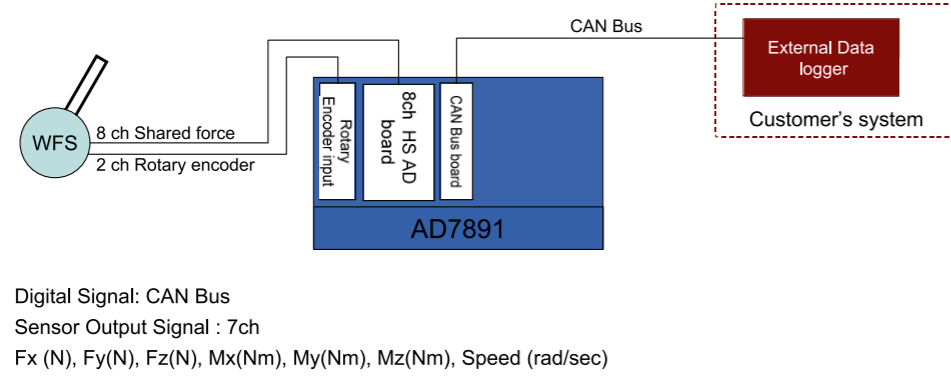 CAN Bus
External Data
logger
Customer's system
WFS
8 ch Shared force
2 ch Rotary encoder
Rotary
Encoder input
8ch HS AD
board
CAN Bus board
AD7891
Digital Signal: CAN Bus
Sensor Output Signal : 7ch
Fx (N), Fy(N), Fz(N), Mx(Nm), My(Nm), Mz(Nm), Speed (rad/sec)